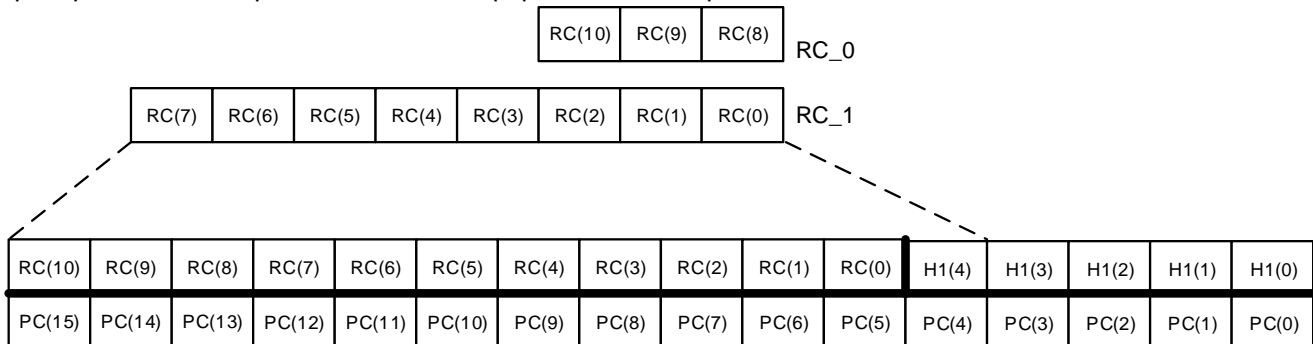 RC(10) RC(9) RC(8) RC_0
RC(7) RC(6) RC(5) RC(4) RC(3) RC(2) RC(1) RC(0) RC_1
RC(10) RC(9) RC(8) RC(7) RC(6) RC(5) RC(4) RC(3) RC(2) RC(1) RC(0) H1(4) H1(3) H1(2) H1(1) H1(0)
PC(15) PC(14) PC(13) PC(12) PC(11) PC(10) PC(9) PC(8) PC(7) PC(6) PC(5) PC(4) PC(3) PC(2) PC(1) PC(0)